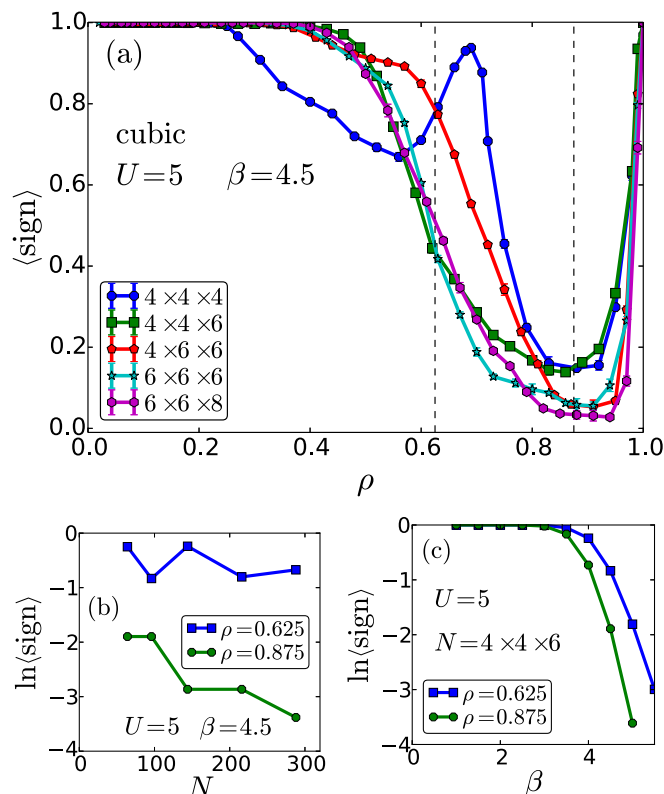 (a)
cubic
U=5 β=4.5
4×4×4
4×4×6
4×6×6
6×6×6
6×6×8
⟨sign⟩
1.0
0.8
0.6
0.4
0.2
0.0
0.0 0.2 0.4 0.6 0.8 1.0
ρ
(b)
ln⟨sign⟩
0
−1
−2
−3
−4
ρ=0.625
ρ=0.875
U=5 β=4.5
0 100 200 300
N
(c)
ln⟨sign⟩
0
−1
−2
−3
−4
U=5
N=4×4×6
ρ=0.625
ρ=0.875
0 2 4
β